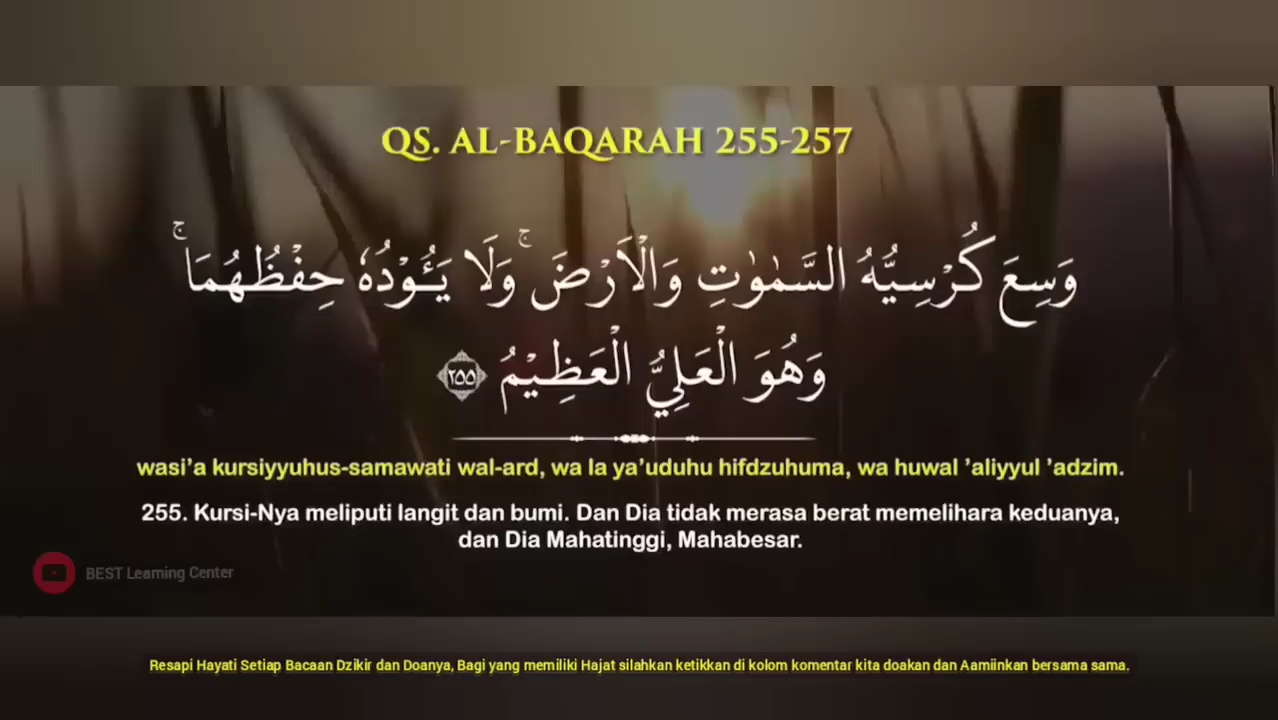 QS. AL-BAQARAH 255-257
وَسِعَ كُرْسِيُّهُ السَّمٰوٰتِ وَالْاَرْضَۚ وَلَا يَـُٔوْدُهٗ حِفْظُهُمَاۚ
وَهُوَ الْعَلِيُّ الْعَظِيْمُ ٢٥٥
wasi’a kursiyyuhus-samawati wal-ard, wa la ya’uduhu hifdzuhuma, wa huwal ’aliyyul ’adzim.
255. Kursi-Nya meliputi langit dan bumi. Dan Dia tidak merasa berat memelihara keduanya,
dan Dia Mahatinggi, Mahabesar.
BEST Learning Center
Resapi Hayati Setiap Bacaan Dzikir dan Doanya, Bagi yang memiliki Hajat silahkan ketikkan di kolom komentar kita doakan dan Aamiinkan bersama sama.